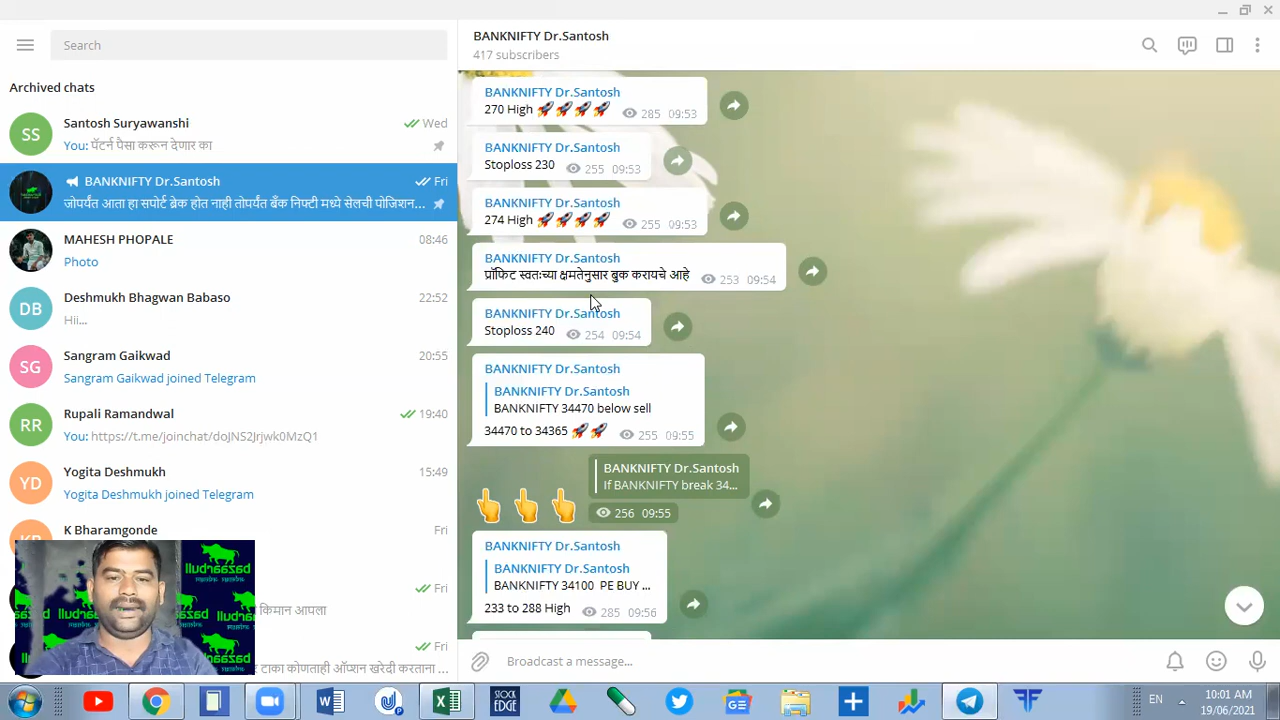 Search
Archived chats
SS
Santosh Suryawanshi
Wed
You: पॅटर्न पैसा करून देणार का
BANKNIFTY Dr.Santosh
Fri
जोपर्यंत आता हा सपोर्ट ब्रेक होत नाही तोपर्यंत बँक निफ्टी मध्ये सेलची पोजिशन...
MAHESH PHOPALE
08:46
Photo
DB
Deshmukh Bhagwan Babaso
22:52
Hii...
SG
Sangram Gaikwad
20:55
Sangram Gaikwad joined Telegram
RR
Rupali Ramandwal
19:40
You: https://t.me/joinchat/doJNS2Jrjwk0MzQ1
YD
Yogita Deshmukh
15:49
Yogita Deshmukh joined Telegram
K Bharamgonde
Fri
Fri
किमान आपला
Fri
र टाका कोणताही ऑप्शन खरेदी करताना ...
bazaarbull
BANKNIFTY Dr.Santosh
417 subscribers
BANKNIFTY Dr.Santosh
270 High 🚀🚀🚀🚀 285 09:53
BANKNIFTY Dr.Santosh
Stoploss 230 255 09:53
BANKNIFTY Dr.Santosh
274 High 🚀🚀🚀🚀 255 09:53
BANKNIFTY Dr.Santosh
प्रॉफिट स्वतःच्या क्षमतेनुसार बुक करायचे आहे 253 09:54
BANKNIFTY Dr.Santosh
Stoploss 240 254 09:54
BANKNIFTY Dr.Santosh
BANKNIFTY Dr.Santosh
BANKNIFTY 34470 below sell
34470 to 34365 🚀🚀 255 09:55
BANKNIFTY Dr.Santosh
If BANKNIFTY break 34...
👆👆👆 256 09:55
BANKNIFTY Dr.Santosh
BANKNIFTY Dr.Santosh
BANKNIFTY 34100 PE BUY ...
233 to 288 High 285 09:56
Broadcast a message...
STOCK
EDGE
EN
10:01 AM
19/06/2021